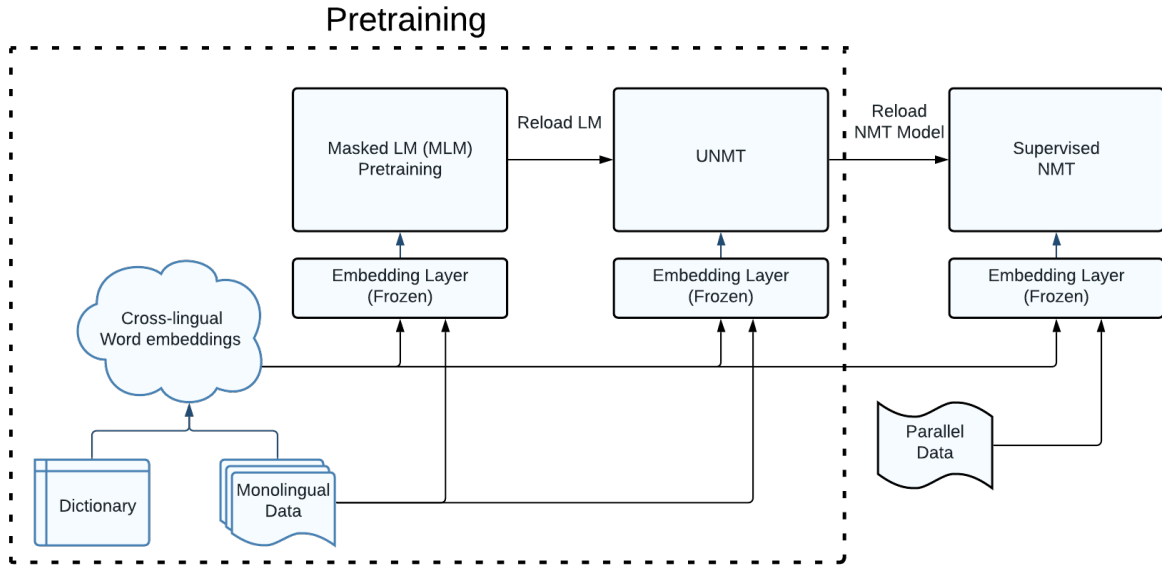 Pretraining
Masked LM (MLM)
Pretraining
Reload LM
UNMT
Reload
NMT Model
Supervised
NMT
Embedding Layer
(Frozen)
Embedding Layer
(Frozen)
Embedding Layer
(Frozen)
Cross-lingual
Word embeddings
Dictionary
Monolingual
Data
Parallel
Data